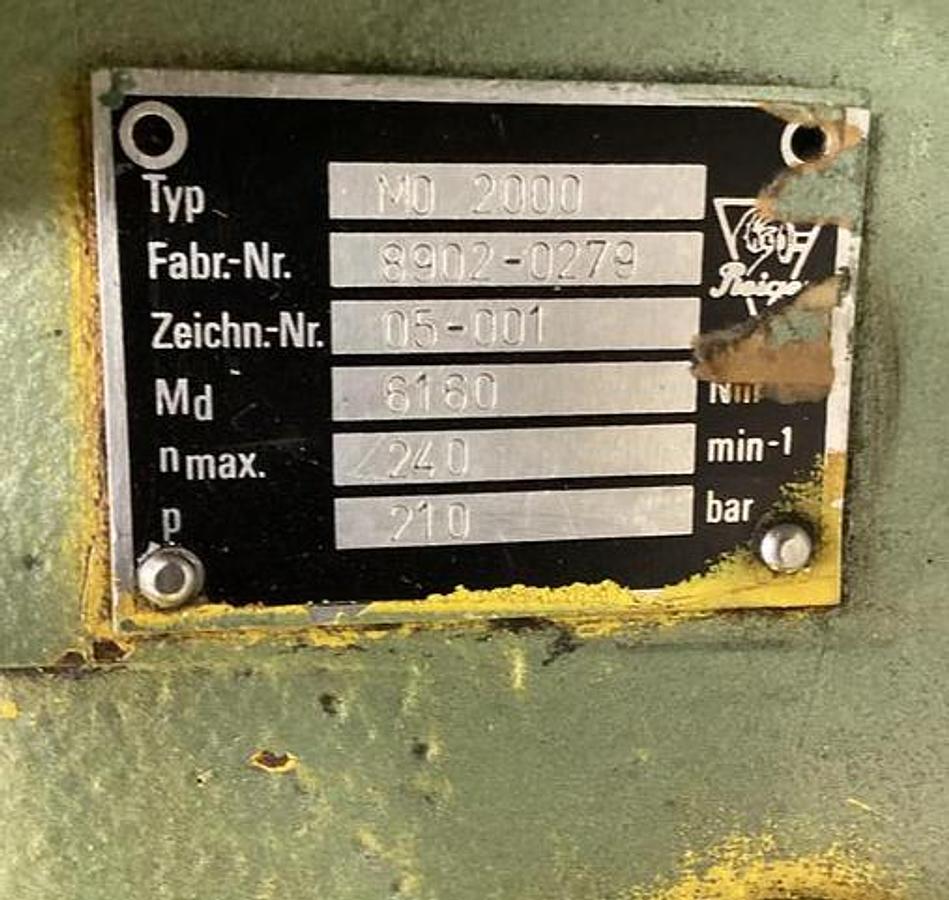 Typ MO 2000
Fabr.-Nr. 8902-0279
Zeichn.-Nr. 05-001
Md 6160 Nm
n max. 240 min-1
p 210 bar